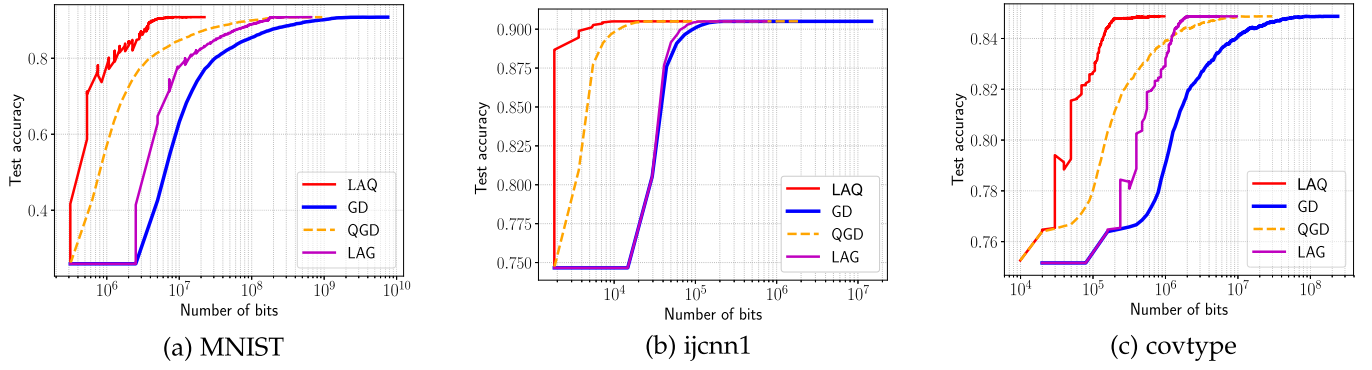 Test accuracy
0.8
0.6
0.4
10^6
10^7
10^8
10^9
10^10
Number of bits
LAQ
GD
QGD
LAG
(a) MNIST
Test accuracy
0.900
0.875
0.850
0.825
0.800
0.775
0.750
10^4
10^5
10^6
10^7
Number of bits
LAQ
GD
QGD
LAG
(b) ijcnn1
Test accuracy
0.84
0.82
0.80
0.78
0.76
10^4
10^5
10^6
10^7
10^8
Number of bits
LAQ
GD
QGD
LAG
(c) covtype